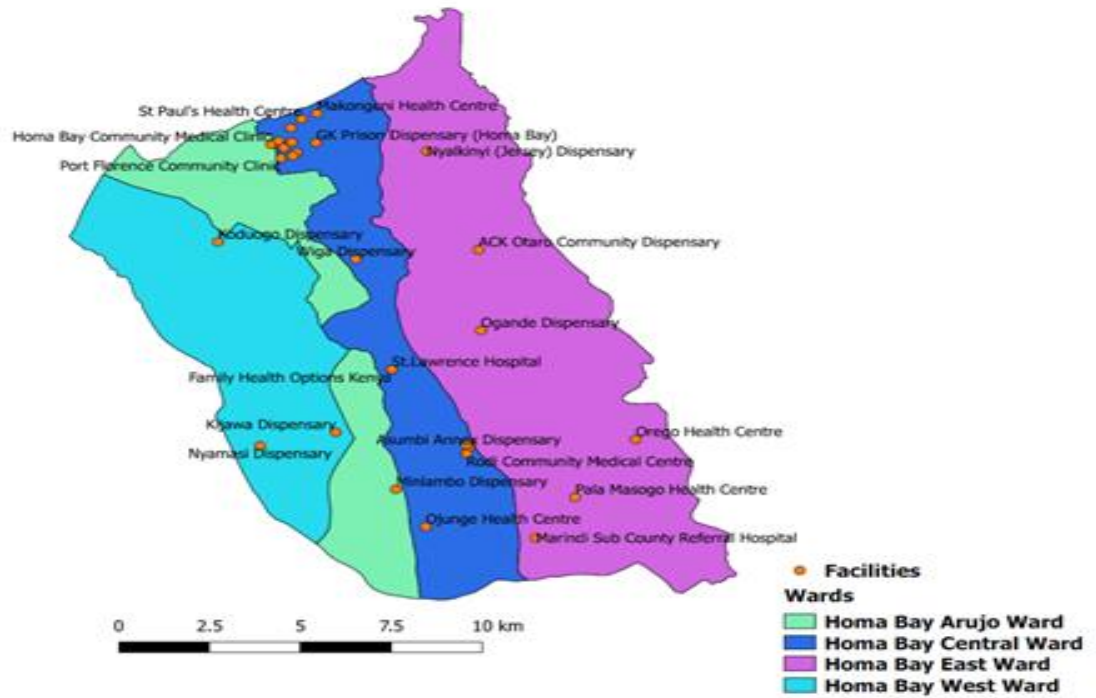 St Paul's Health Centre
Makongeni Health Centre
Homa Bay Community Medical Clinic
GK Prison Dispensary (Homa Bay)
Nyalkinyi (Jersey) Dispensary
Port Florence Community Clinic
Koduogo Dispensary
ACK Otaro Community Dispensary
Wiga Dispensary
Ogande Dispensary
St.Lawrence Hospital
Family Health Options Kenya
Kijawa Dispensary
Asumbi Annex Dispensary
Orego Health Centre
Nyamasi Dispensary
Rodi Community Medical Centre
Miniambo Dispensary
Pala Masogo Health Centre
Ojunge Health Centre
Marindi Sub County Referral Hospital
Facilities
Wards
Homa Bay Arujo Ward
Homa Bay Central Ward
Homa Bay East Ward
Homa Bay West Ward
0 2.5 5 7.5 10 km